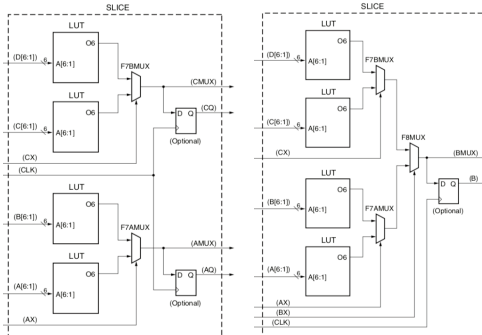 SLICE
LUT
(D[6:1])
6
A[6:1]
O6
F7BMUX
(CMUX)
LUT
O6
D Q
(CQ)
(C[6:1])
6
A[6:1]
(Optional)
(CX)
(CLK)
LUT
O6
(B[6:1])
6
A[6:1]
F7AMUX
(AMUX)
LUT
O6
D Q
(AQ)
(A[6:1])
6
A[6:1]
(Optional)
(AX)
SLICE
LUT
O6
(D[6:1])
6
A[6:1]
F7BMUX
LUT
O6
(C[6:1])
6
A[6:1]
F8MUX
(CX)
(BMUX)
LUT
O6
D Q
(B)
(B[6:1])
6
A[6:1]
F7AMUX
(Optional)
LUT
O6
(A[6:1])
6
A[6:1]
(AX)
(BX)
(CLK)